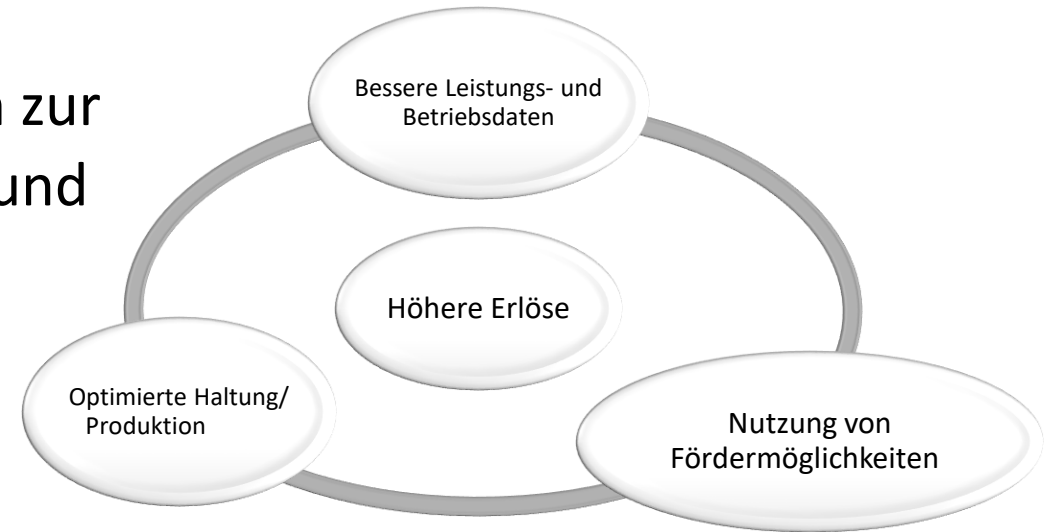 zur
und
Bessere Leistungs- und
Betriebsdaten
Höhere Erlöse
Optimierte Haltung/
Produktion
Nutzung von
Fördermöglichkeiten